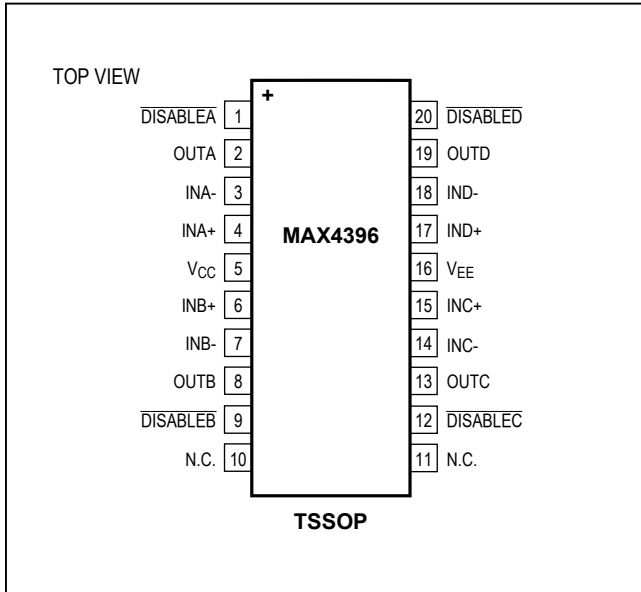 TOP VIEW
+
DISABLEA 1
OUTA 2
INA- 3
INA+ 4
VCC 5
INB+ 6
INB- 7
OUTB 8
DISABLEB 9
N.C. 10
MAX4396
20 DISABLED
19 OUTD
18 IND-
17 IND+
16 VEE
15 INC+
14 INC-
13 OUTC
12 DISABLEC
11 N.C.
TSSOP